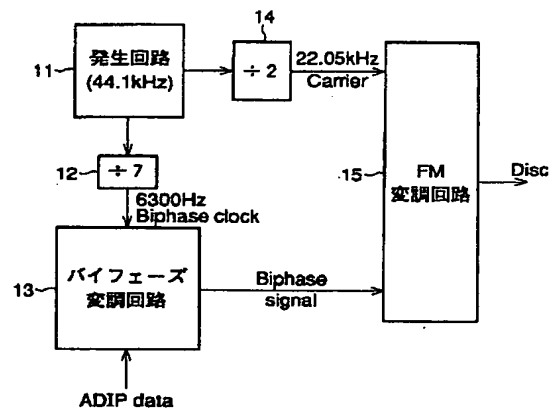 14
11
発生回路
(44.1kHz)
÷2
22.05kHz
Carrier
12
÷7
6300Hz
Biphase clock
13
バイフェーズ
変調回路
Biphase
signal
15
FM
変調回路
Disc
ADIP data